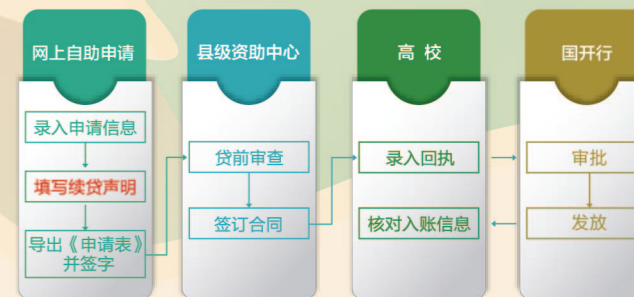 网上自助申请
录入申请信息
填写续贷声明
导出《申请表》
并签字
县级资助中心
贷前审查
签订合同
高校
录入回执
核对入账信息
国开行
审批
发放